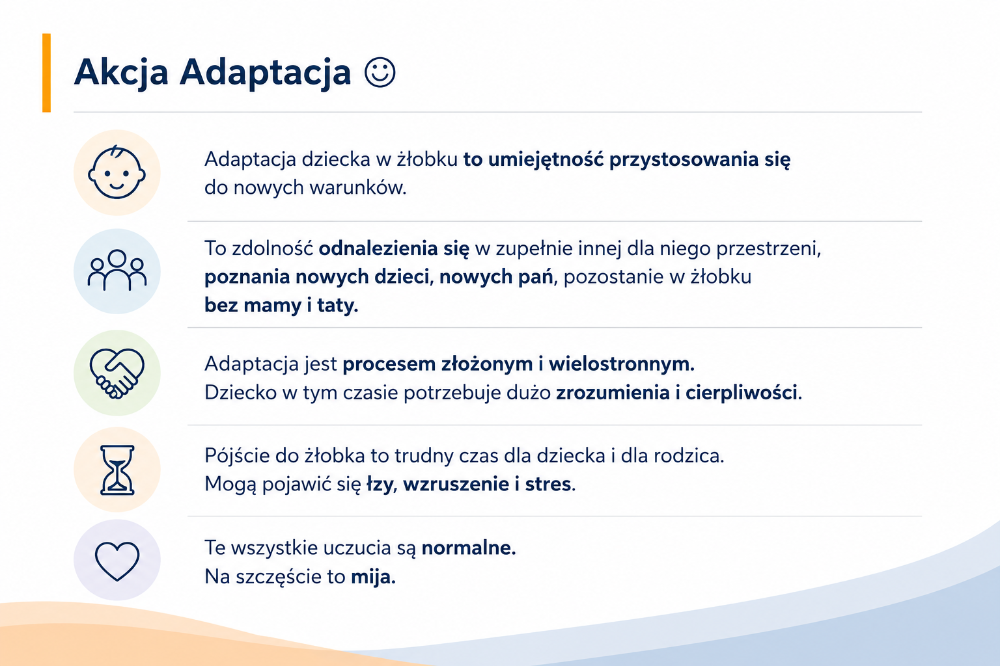 Akcja Adaptacja ☺
Adaptacja dziecka w żłobku to umiejętność przystosowania się
do nowych warunków.
To zdolność odnalezienia się w zupełnie innej dla niego przestrzeni,
poznania nowych dzieci, nowych pań, pozostanie w żłobku
bez mamy i taty.
Adaptacja jest procesem złożonym i wielostronnym.
Dziecko w tym czasie potrzebuje dużo zrozumienia i cierpliwości.
Pójście do żłobka to trudny czas dla dziecka i dla rodzica.
Mogą pojawić się łzy, wzruszenie i stres.
Te wszystkie uczucia są normalne.
Na szczęście to mija.